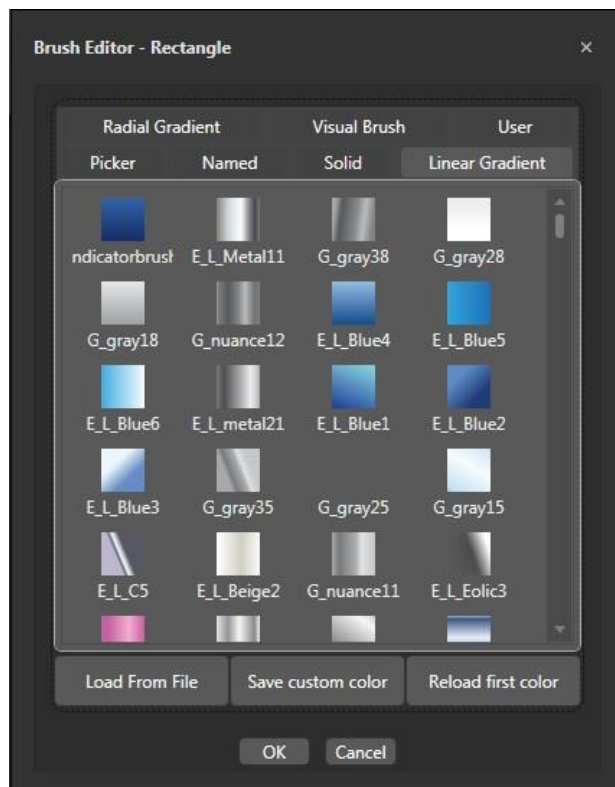 Brush Editor - Rectangle
Radial Gradient Visual Brush User
Picker Named Solid Linear Gradient
ndicatorbrush E_L_Metal11 G_gray38 G_gray28
G_gray18 G_nuance12 E_L_Blue4 E_L_Blue5
E_L_Blue6 E_L_metal21 E_L_Blue1 E_L_Blue2
E_L_Blue3 G_gray35 G_gray25 G_gray15
E_L_C5 E_L_Beige2 G_nuance11 E_L_Eolic3
Load From File Save custom color Reload first color
OK Cancel